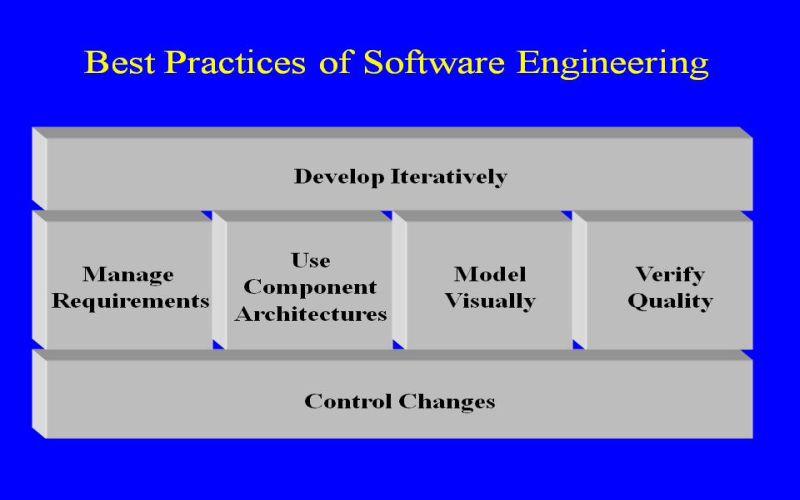 Best Practices of Software Engineering
Develop Iteratively
Manage
Requirements
Use
Component
Architectures
Model
Visually
Verify
Quality
Control Changes